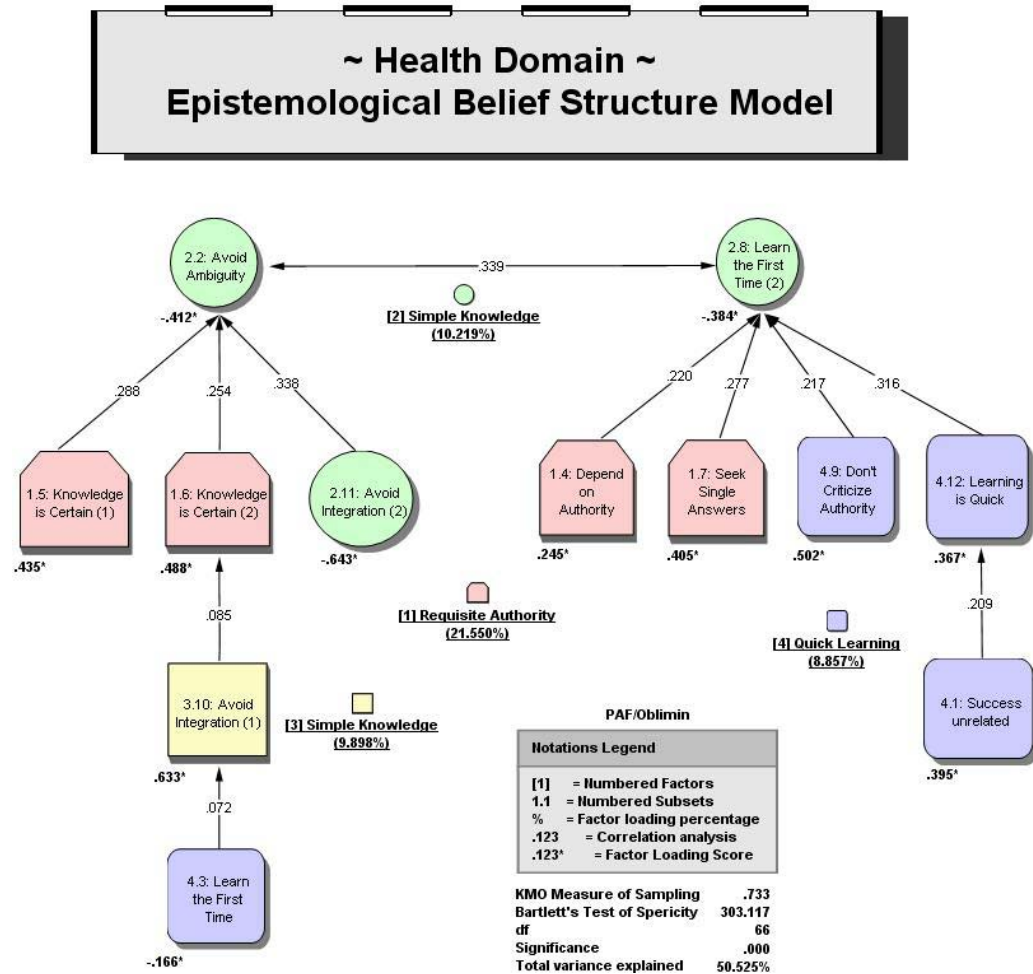 ~ Health Domain ~
Epistemological Belief Structure Model
2.2: Avoid
Ambiguity
-.412*
.339
2.8: Learn
the First
Time (2)
-.384*
[2] Simple Knowledge
(10.219%)
.288
.254
.338
.220
.277
.217
.316
1.5: Knowledge
is Certain (1)
.435*
1.6: Knowledge
is Certain (2)
.488*
2.11: Avoid
Integration (2)
-.643*
1.4: Depend
on
Authority
.245*
1.7: Seek
Single
Answers
.405*
4.9: Don't
Criticize
Authority
.502*
4.12: Learning
is Quick
.367*
.085
[1] Requisite Authority
(21.550%)
.209
[4] Quick Learning
(8.857%)
3.10: Avoid
Integration (1)
.633*
[3] Simple Knowledge
(9.898%)
4.1: Success
unrelated
.395*
.072
4.3: Learn
the First
Time
-.166*
PAF/Oblimin
Notations Legend
[1] = Numbered Factors
1.1 = Numbered Subsets
% = Factor loading percentage
.123 = Correlation analysis
.123* = Factor Loading Score
KMO Measure of Sampling .733
Bartlett's Test of Spericity 303.117
df 66
Significance .000
Total variance explained 50.525%